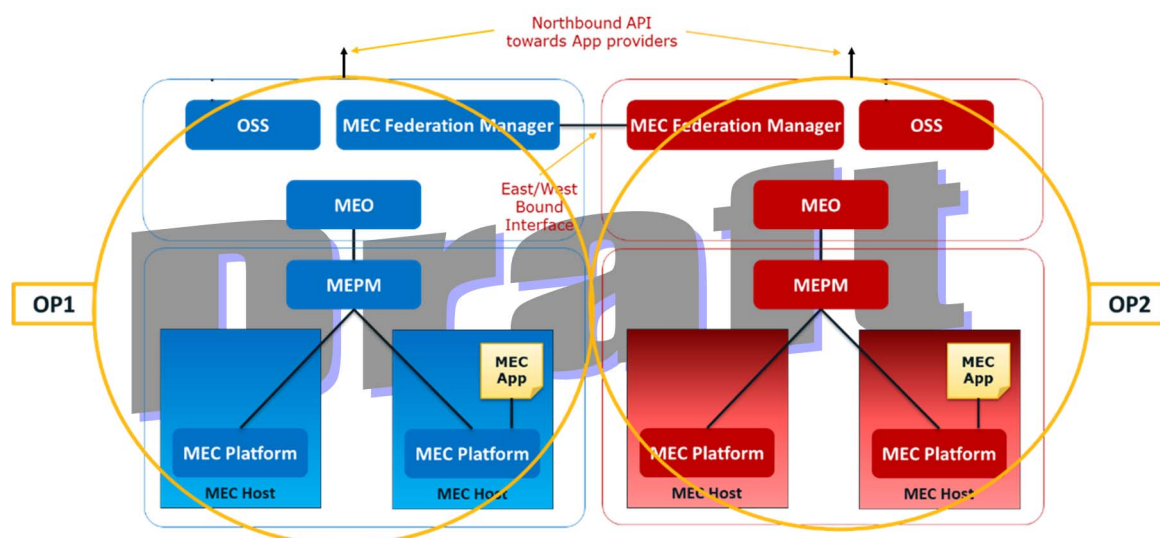 Northbound API
towards App providers
OSS
MEC Federation Manager
MEC Federation Manager
OSS
East/West
Bound
Interface
MEO
MEO
MEPM
MEPM
OP1
OP2
Draft
MEC
App
MEC
App
MEC Platform
MEC Platform
MEC Platform
MEC Platform
MEC Host
MEC Host
MEC Host
MEC Host